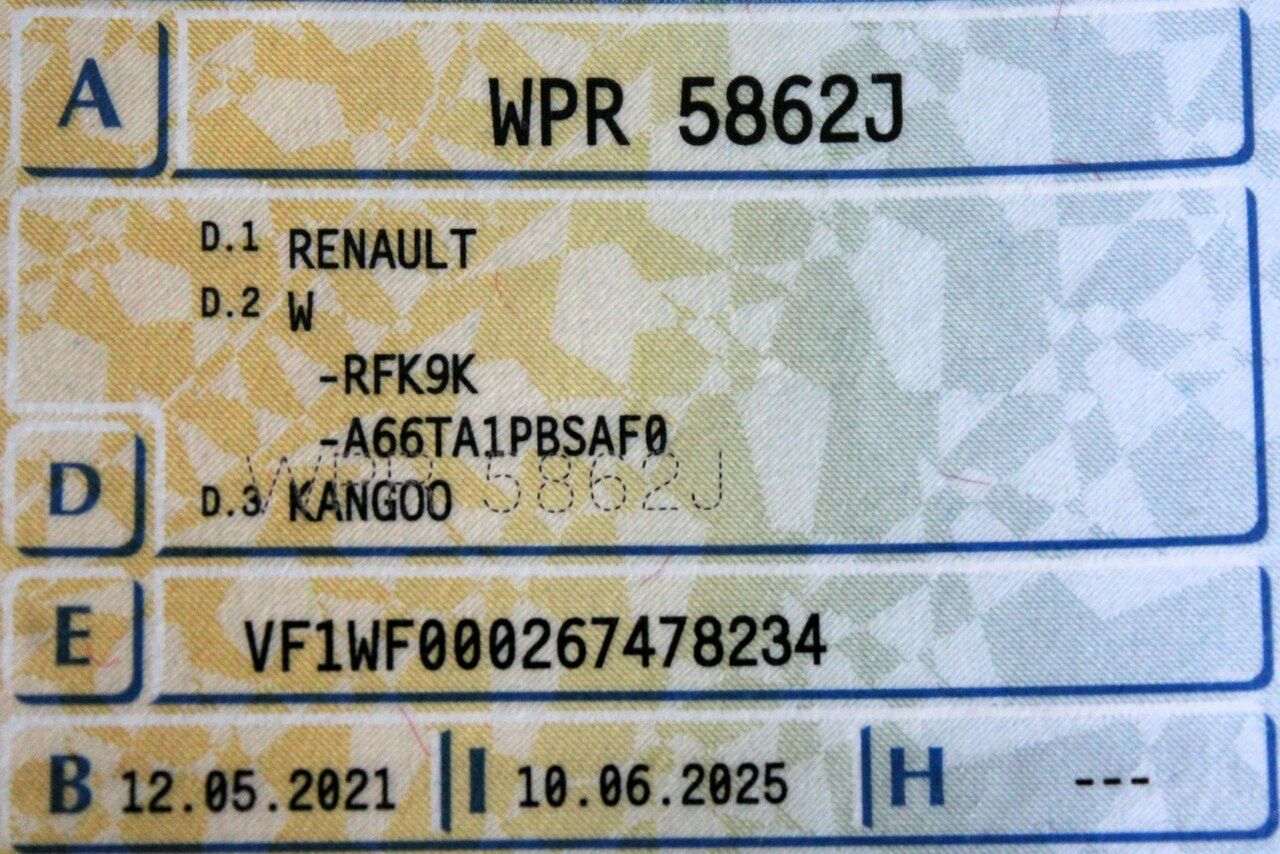 A WPR 5862J
D.1 RENAULT
D.2 W
-RFK9K
-A66TA1PBSAF0
WPR 5862J
D D.3 KANGOO
E VF1WF000267478234
B 12.05.2021 I 10.06.2025 H ---